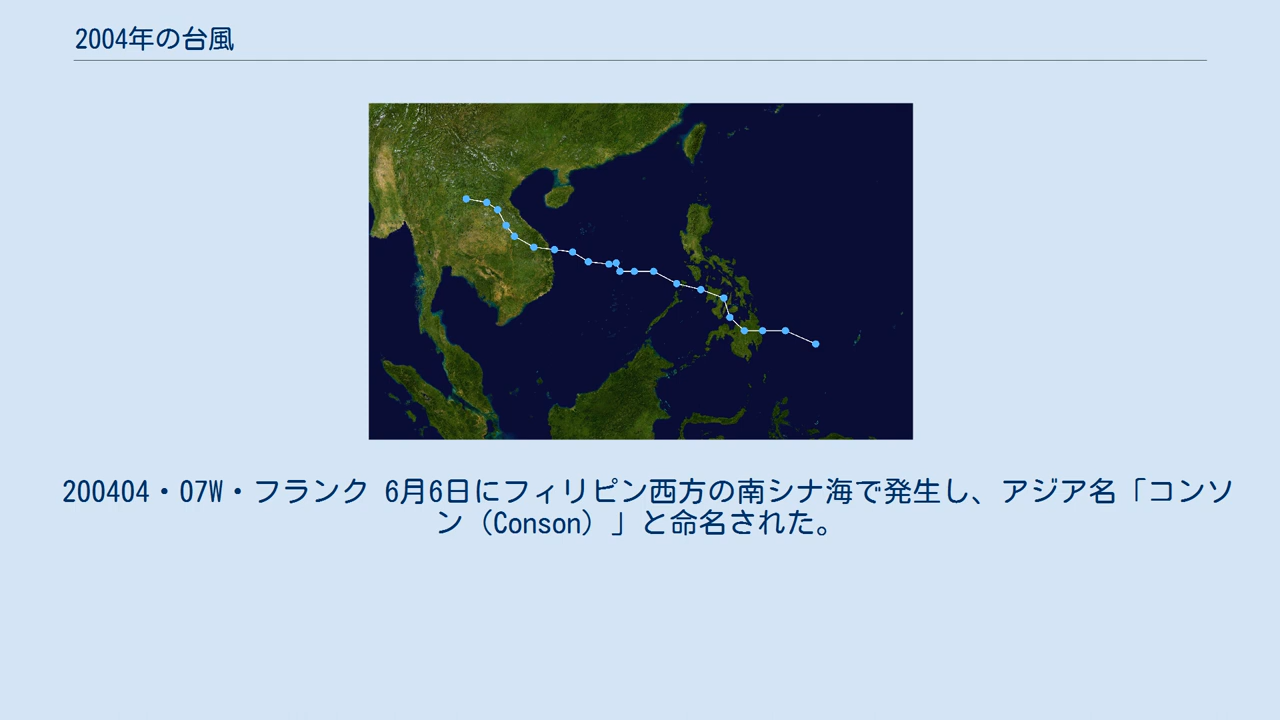 2004年の台風
200404・07W・フランク 6月6日にフィリピン西方の南シナ海で発生し、アジア名「コンソ
ン（Conson）」と命名された。